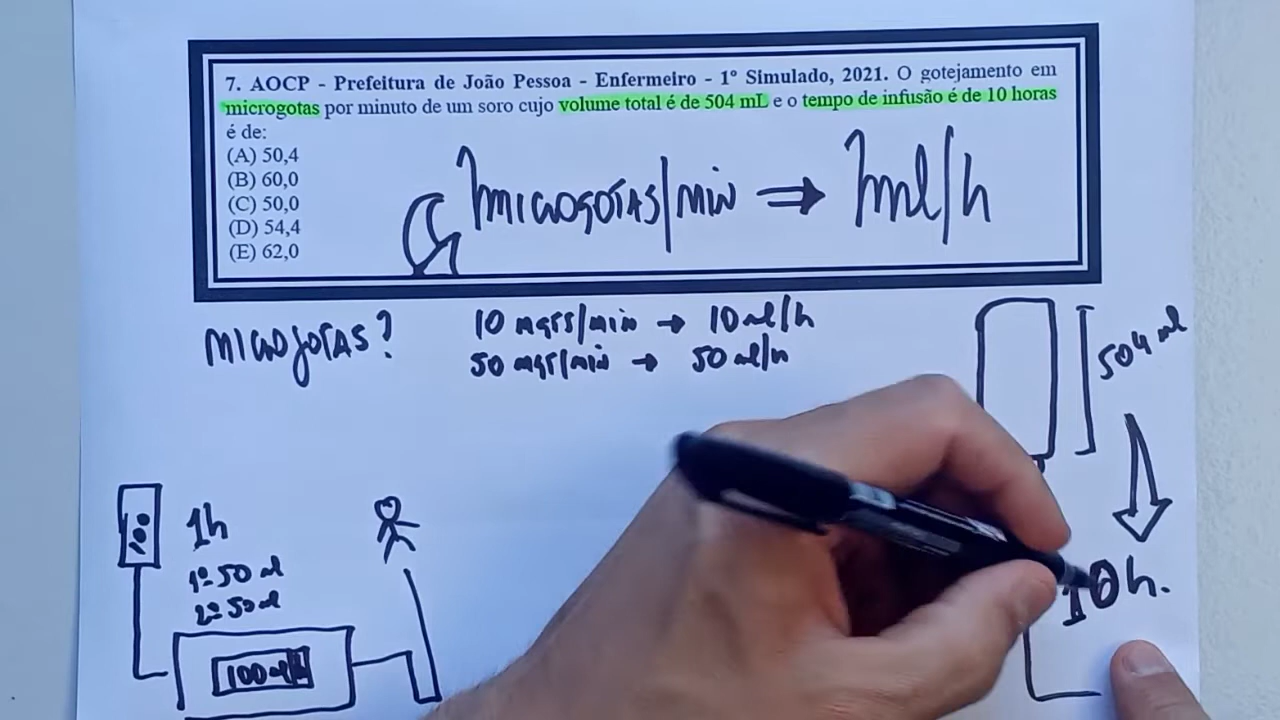 7. AOCP - Prefeitura de João Pessoa - Enfermeiro - 1º Simulado, 2021. O gotejamento em
microgotas por minuto de um soro cujo volume total é de 504 mL e o tempo de infusão é de 10 horas
é de:
(A) 50,4
(B) 60,0
(C) 50,0
(D) 54,4
(E) 62,0
MICROGOTAS/MIN ⇒ ml/h
MICROGOTAS?
10 mgts/min → 10 ml/h
50 mgts/min → 50 ml/h
504 ml
10h.
1h
1º 50 ml
2º 50 ml